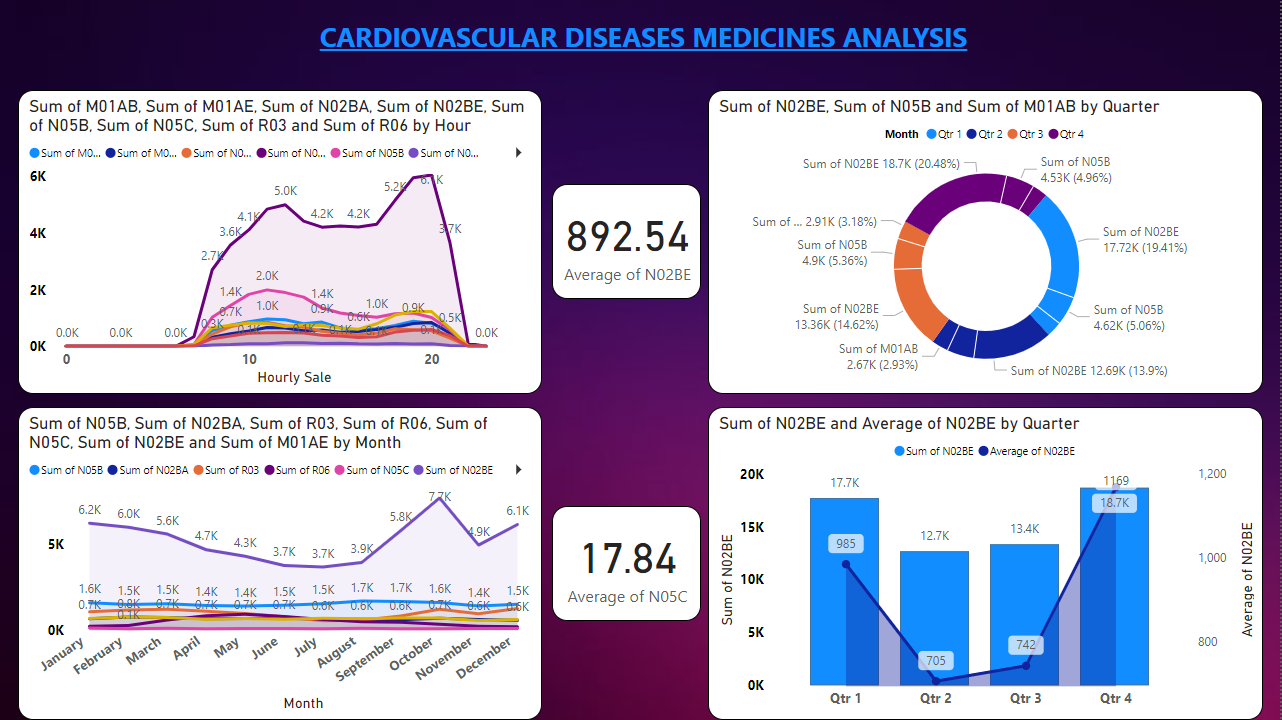 CARDIOVASCULAR DISEASES MEDICINES ANALYSIS
Sum of M01AB, Sum of M01AE, Sum of N02BA, Sum of N02BE, Sum
of N05B, Sum of N05C, Sum of R03 and Sum of R06 by Hour
Sum of M0... Sum of M0... Sum of N0... Sum of N0... Sum of N05B Sum of N0...
6K
4K
2K
0K
0.0K 0.0K 0.0K 0.3K 2.7K 3.6K 4.1K 5.0K 4.2K 4.2K 5.2K 6.1K 3.7K 0.0K
1.4K 2.0K 1.4K 1.0K 0.9K 0.5K
0.7K 1.0K 0.9K 0.6K
0.1K 0.1K 0.1K 0.1K 0.1K
0 10 20
Hourly Sale
892.54
Average of N02BE
Sum of N02BE, Sum of N05B and Sum of M01AB by Quarter
Month Qtr 1 Qtr 2 Qtr 3 Qtr 4
Sum of N02BE 18.7K (20.48%)
Sum of N05B
4.53K (4.96%)
Sum of N02BE
17.72K (19.41%)
Sum of N05B
4.62K (5.06%)
Sum of N02BE 12.69K (13.9%)
Sum of M01AB
2.67K (2.93%)
Sum of N02BE
13.36K (14.62%)
Sum of N05B
4.9K (5.36%)
Sum of ... 2.91K (3.18%)
Sum of N05B, Sum of N02BA, Sum of R03, Sum of R06, Sum of
N05C, Sum of N02BE and Sum of M01AE by Month
Sum of N05B Sum of N02BA Sum of R03 Sum of R06 Sum of N05C Sum of N02BE
5K
0K
6.2K 6.0K 5.6K 4.7K 4.3K 3.7K 3.7K 3.9K 5.8K 7.7K 4.9K 6.1K
1.6K 1.5K 1.5K 1.4K 1.4K 1.5K 1.5K 1.7K 1.7K 1.6K 1.4K 1.5K
0.7K 0.8K 0.7K 0.7K 0.7K 0.7K 0.6K 0.6K 0.6K 0.7K 0.6K 0.6K
0.1K
January February March April May June July August September October November December
Month
17.84
Average of N05C
Sum of N02BE and Average of N02BE by Quarter
Sum of N02BE Average of N02BE
20K
15K
10K
5K
0K
Sum of N02BE
17.7K 12.7K 13.4K 18.7K
985 705 742 1169
1,200
1,000
800
Average of N02BE
Qtr 1 Qtr 2 Qtr 3 Qtr 4